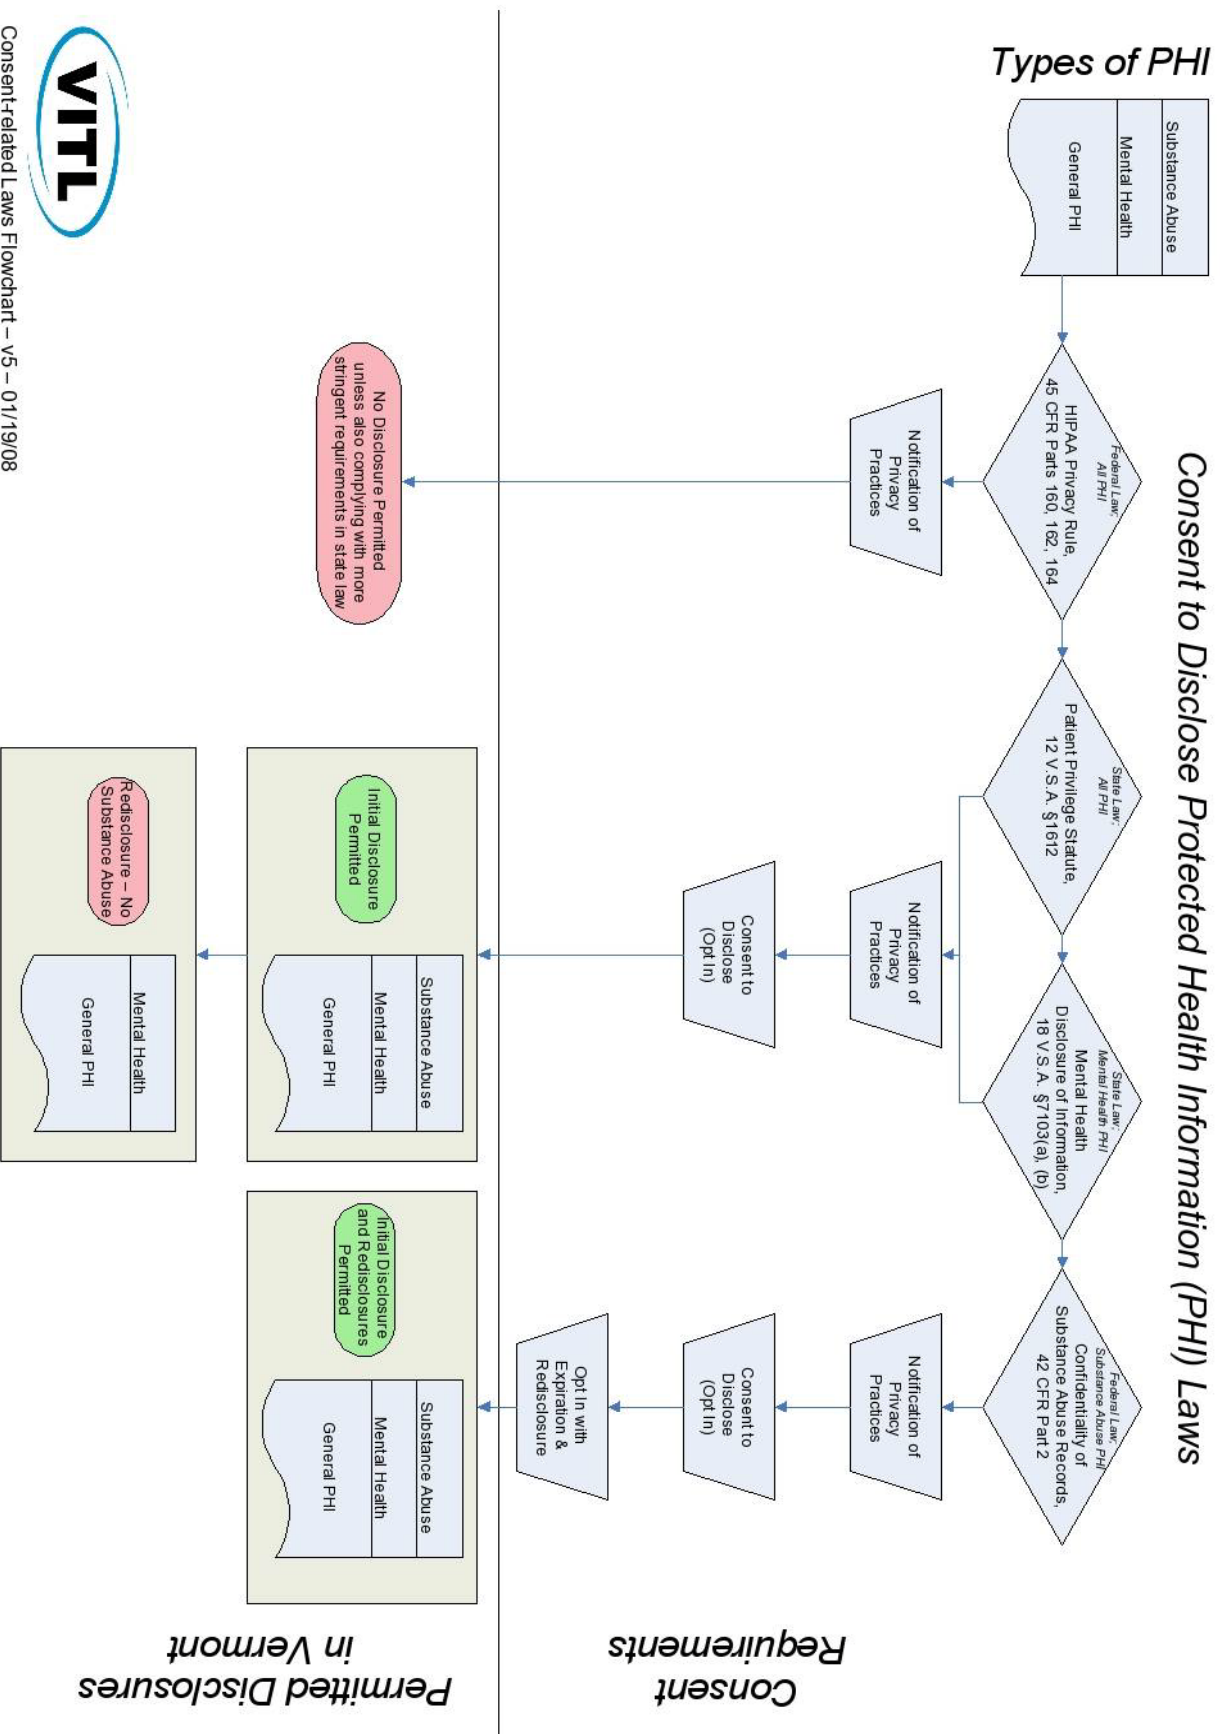 Consent to Disclose Protected Health Information (PHI) Laws
Types of PHI
Substance Abuse
Mental Health
General PHI
Federal Law;
All PHI
HIPAA Privacy Rule,
45 CFR Parts 160, 162, 164
State Law;
All PHI
Patient Privilege Statute,
12 V.S.A. §1612
State Law;
Mental Health PHI
Mental Health
Disclosure of Information,
18 V.S.A. §7103(a), (b)
Federal Law;
Substance Abuse PHI
Confidentiality of
Substance Abuse Records,
42 CFR Part 2
Consent
Requirements
Notification of
Privacy
Practices
Notification of
Privacy
Practices
Notification of
Privacy
Practices
Consent to
Disclose
(Opt In)
Consent to
Disclose
(Opt In)
Opt In with
Expiration &
Redisclosure
Permitted Disclosures
in Vermont
No Disclosure Permitted
unless also complying with more
stringent requirements in state law
Initial Disclosure
Permitted
Substance Abuse
Mental Health
General PHI
Initial Disclosure
and Redisclosures
Permitted
Substance Abuse
Mental Health
General PHI
Redisclosure – No
Substance Abuse
Mental Health
General PHI
VITL
Consent-related Laws Flowchart – v5 – 01/19/08